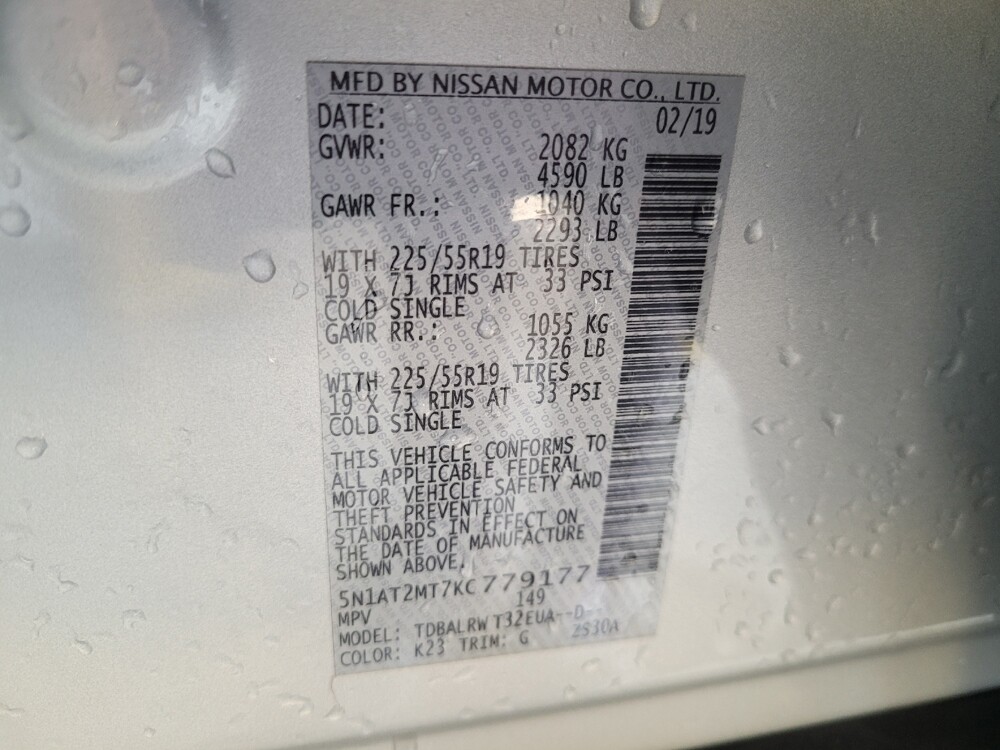 MFD BY NISSAN MOTOR CO., LTD.
DATE: 02/19
GVWR: 2082 KG
4590 LB
GAWR FR.: 1040 KG
2293 LB
WITH 225/55R19 TIRES
19 X 7J RIMS AT 33 PSI
COLD SINGLE
GAWR RR.: 1055 KG
2326 LB
WITH 225/55R19 TIRES
19 X 7J RIMS AT 33 PSI
COLD SINGLE
THIS VEHICLE CONFORMS TO
ALL APPLICABLE FEDERAL
MOTOR VEHICLE SAFETY AND
THEFT PREVENTION
STANDARDS IN EFFECT ON
THE DATE OF MANUFACTURE
SHOWN ABOVE.
5N1AT2MT7KC779177
MPV 149
MODEL: TDBALRWT32EUA--D-
COLOR: K23 TRIM: G 2S30A